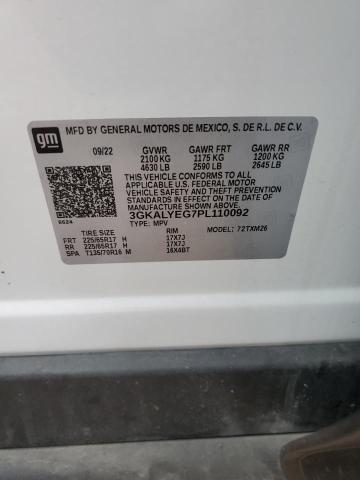 gm
MFD BY GENERAL MOTORS DE MEXICO, S. DE R.L. DE C.V.
09/22 GVWR GAWR FRT GAWR RR
2100 KG 1175 KG 1200 KG
4630 LB 2590 LB 2645 LB
THIS VEHICLE CONFORMS TO ALL APPLICABLE U.S. FEDERAL MOTOR
VEHICLE SAFETY, BUMPER, AND THEFT PREVENTION
STANDARDS IN EFFECT ON THE DATE OF MANUFACTURE SHOWN ABOVE.
3GKALYEG7PL110092
6624 TYPE: MPV MODEL: 72TXM26
TIRE SIZE RIM
FRT 225/65R17 H 17X7J
RR 225/65R17 H 17X7J
SPA T135/70R16 M 16X4BT